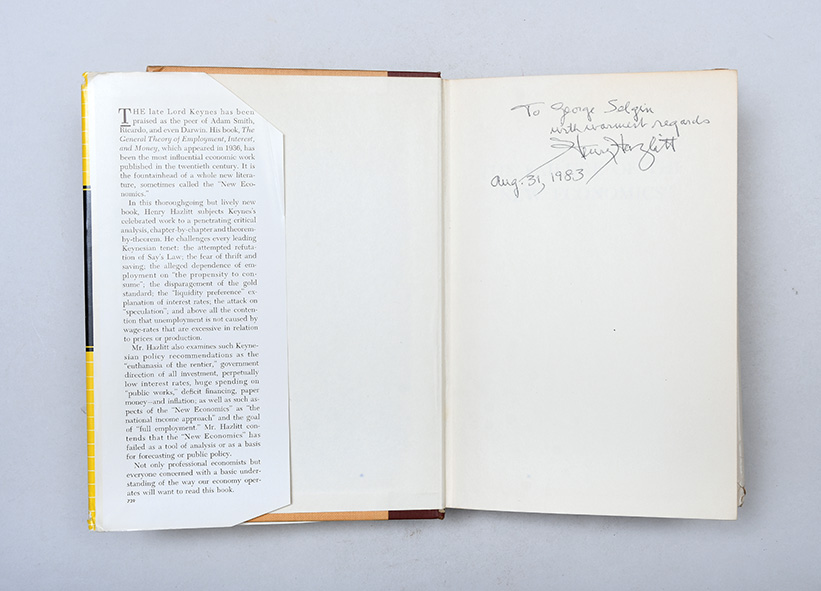 THE late Lord Keynes has been
praised as the peer of Adam Smith,
Ricardo, and even Darwin. His book, The
General Theory of Employment, Interest,
and Money, which appeared in 1936, has
been the most influential economic work
published in the twentieth century. It is
the fountainhead of a whole new litera-
ture, sometimes called the "New Eco-
nomics."
In this thoroughgoing but lively new
book, Henry Hazlitt subjects Keynes's
celebrated work to a penetrating critical
analysis, chapter-by-chapter and theorem-
by-theorem. He challenges every leading
Keynesian tenet: the attempted refuta-
tion of Say's Law; the fear of thrift and
saving; the alleged dependence of em-
ployment on "the propensity to con-
sume"; the disparagement of the gold
standard; the "liquidity preference" ex-
planation of interest rates; the attack on
"speculation"; and above all the conten-
tion that unemployment is not caused by
wage-rates that are excessive in relation
to prices or production.
Mr. Hazlitt also examines such Keyne-
sian policy recommendations as the
"euthanasia of the rentier," government
direction of all investment, perpetually
low interest rates, huge spending on
"public works," deficit financing, paper
money—and inflation; as well as such as-
pects of the "New Economics" as "the
national income approach" and the goal
of "full employment." Mr. Hazlitt con-
tends that the "New Economics" has
failed as a tool of analysis or as a basis
for forecasting or public policy.
Not only professional economists but
everyone concerned with a basic under-
standing of the way our economy oper-
ates will want to read this book.
720
To George Selgin
with warmest regards
Henry Hazlitt
Aug. 31, 1983